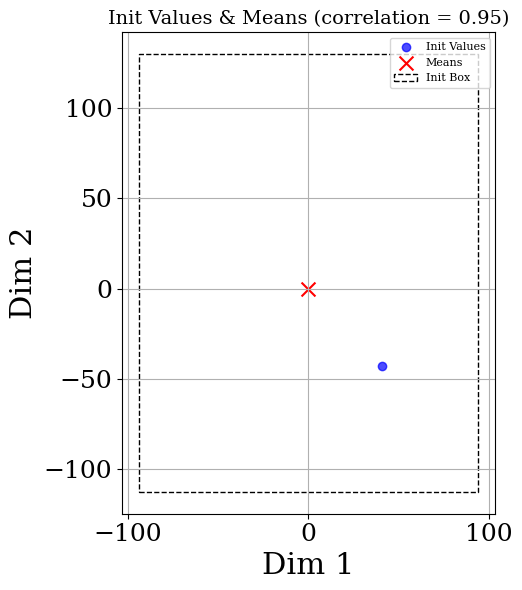 Init Values & Means (correlation = 0.95)
Init Values
Means
Init Box
Dim 2
100
50
0
−50
−100
−100
0
100
Dim 1